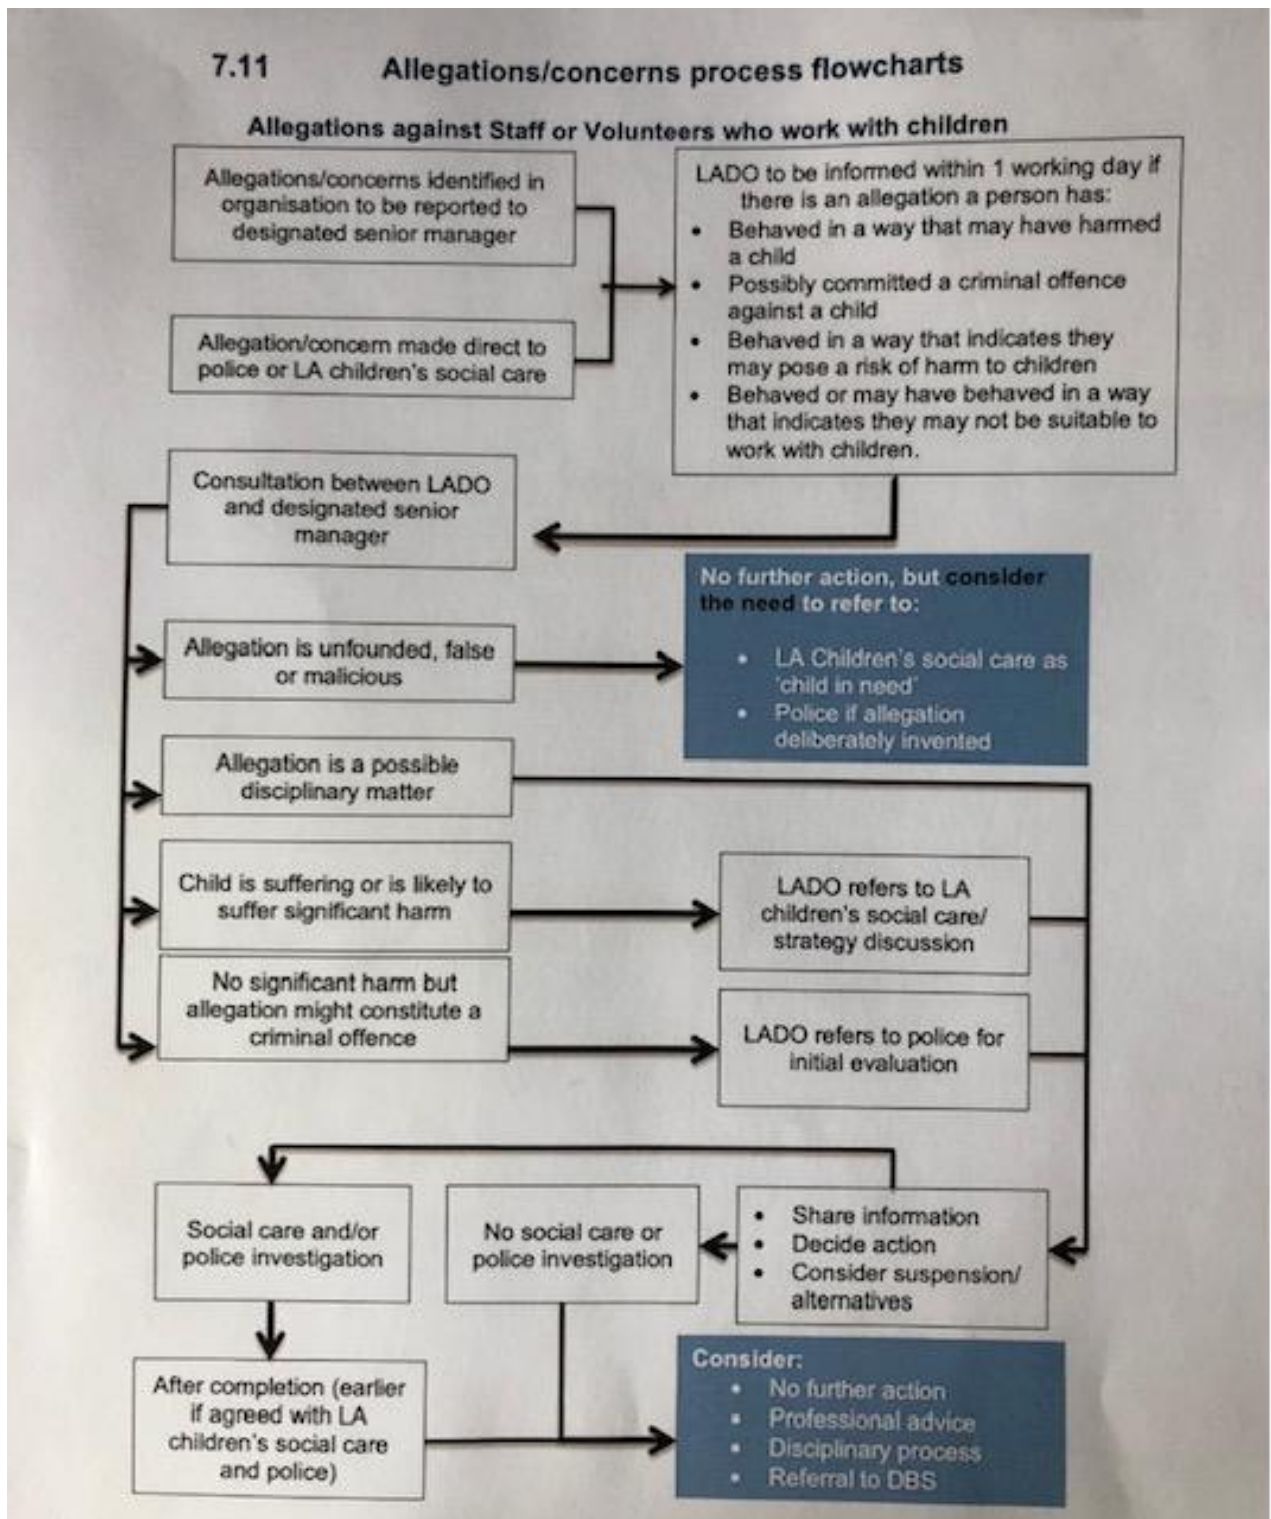 7.11 Allegations/concerns process flowcharts
Allegations against Staff or Volunteers who work with children
Allegations/concerns identified in
organisation to be reported to
designated senior manager
Allegation/concern made direct to
police or LA children's social care
LADO to be informed within 1 working day if
there is an allegation a person has:
• Behaved in a way that may have harmed
a child
• Possibly committed a criminal offence
against a child
• Behaved in a way that indicates they
may pose a risk of harm to children
• Behaved or may have behaved in a way
that indicates they may not be suitable to
work with children.
Consultation between LADO
and designated senior
manager
Allegation is unfounded, false
or malicious
No further action, but consider
the need to refer to:
• LA Children's social care as
'child in need'
• Police if allegation
deliberately invented
Allegation is a possible
disciplinary matter
Child is suffering or is likely to
suffer significant harm
LADO refers to LA
children's social care/
strategy discussion
No significant harm but
allegation might constitute a
criminal offence
LADO refers to police for
initial evaluation
Social care and/or
police investigation
No social care or
police investigation
• Share information
• Decide action
• Consider suspension/
alternatives
After completion (earlier
if agreed with LA
children's social care
and police)
Consider:
• No further action
• Professional advice
• Disciplinary process
• Referral to DBS